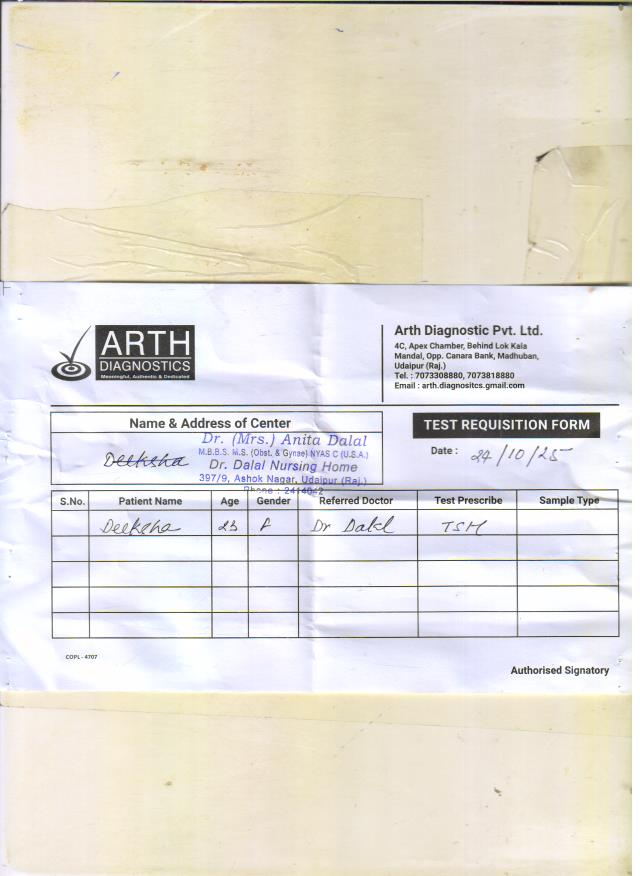 ARTH
DIAGNOSTICS
Meaningful, Authentic & Dedicated
Arth Diagnostic Pvt. Ltd.
4C, Apex Chamber, Behind Lok Kala
Mandal, Opp. Canara Bank, Madhuban,
Udaipur (Raj.)
Tel. : 7073308880, 7073818880
Email : arth.diagnositcs.gmail.com
Name & Address of Center
Deeksha
Dr. (Mrs.) Anita Dalal
M.B.B.S. M.S. (Obst. & Gynae) NYAS C (U.S.A.)
Dr. Dalal Nursing Home
397/9, Ashok Nagar, Udaipur (Raj.)
Phone : 2414042
TEST REQUISITION FORM
Date : 24/10/25
S.No. Patient Name Age Gender Referred Doctor Test Prescribe Sample Type
Deeksha 23 F Dr Dalal TSH
COPL - 4707
Authorised Signatory